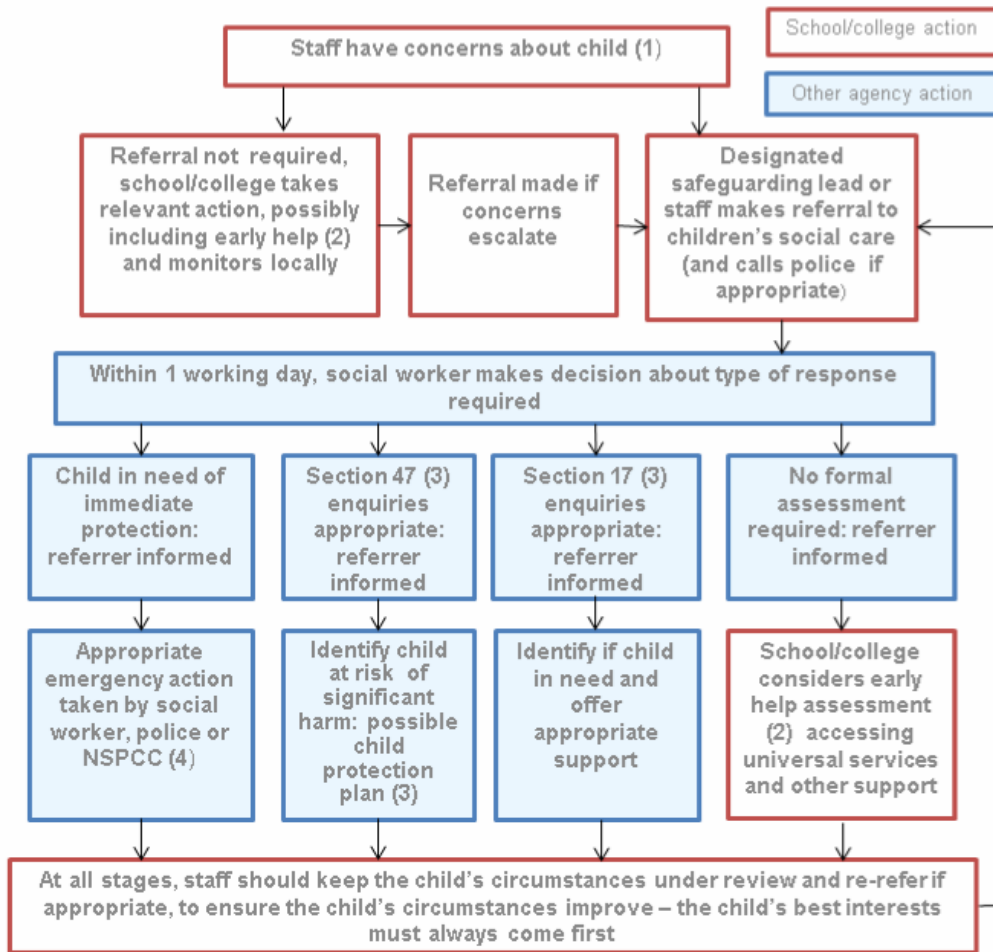 Staff have concerns about child (1)
School/college action
Other agency action
Referral not required,
school/college takes
relevant action, possibly
including early help (2)
and monitors locally
Referral made if
concerns
escalate
Designated
safeguarding lead or
staff makes referral to
children's social care
(and calls police if
appropriate)
Within 1 working day, social worker makes decision about type of response
required
Child in need of
immediate
protection:
referrer informed
Section 47 (3)
enquiries
appropriate:
referrer
informed
Section 17 (3)
enquiries
appropriate:
referrer
informed
No formal
assessment
required: referrer
informed
Appropriate
emergency action
taken by social
worker, police or
NSPCC (4)
Identify child
at risk of
significant
harm: possible
child
protection
plan (3)
Identify if child
in need and
offer
appropriate
support
School/college
considers early
help assessment
(2) accessing
universal services
and other support
At all stages, staff should keep the child's circumstances under review and re-refer if
appropriate, to ensure the child's circumstances improve – the child's best interests
must always come first